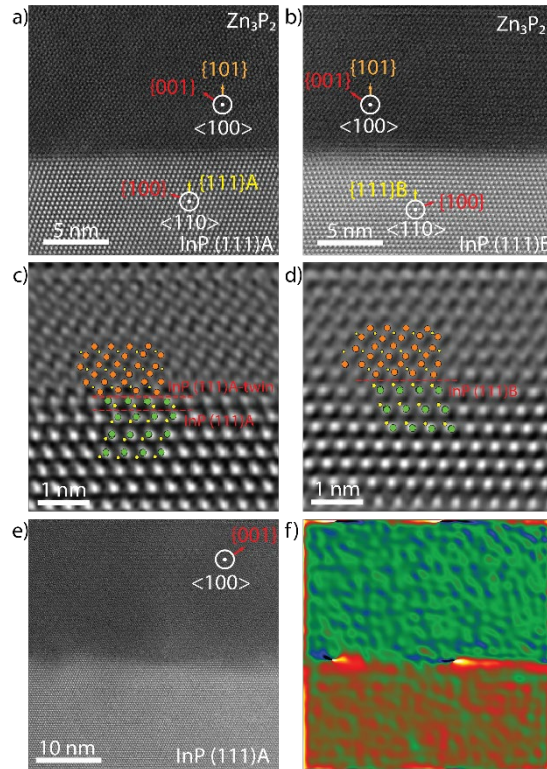 a)
Zn₃P₂
{101}
{001}
<100>
{111}A
{100}
<110>
5 nm
InP (111)A
b)
Zn₃P₂
{101}
{001}
<100>
{111}B
{100}
<110>
5 nm
InP (111)B
c)
InP (111)A-twin
InP (111)A
1 nm
d)
InP (111)B
1 nm
e)
{001}
<100>
10 nm
InP (111)A
f)